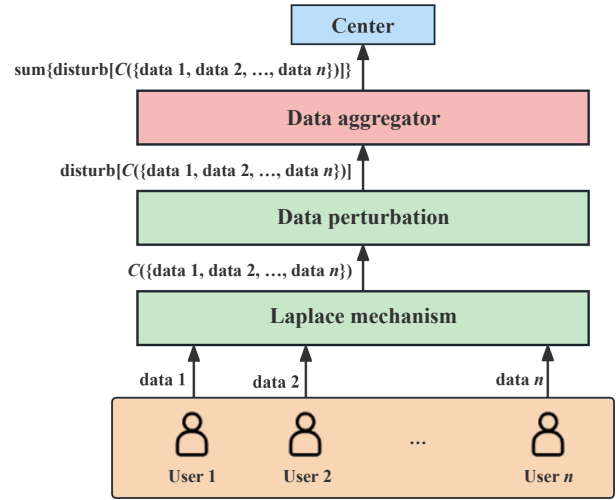 Center
sum{disturb[C({data 1, data 2, …, data n})]}
Data aggregator
disturb[C({data 1, data 2, …, data n})]
Data perturbation
C({data 1, data 2, …, data n})
Laplace mechanism
data 1 data 2 data n
…
User 1 User 2 User n